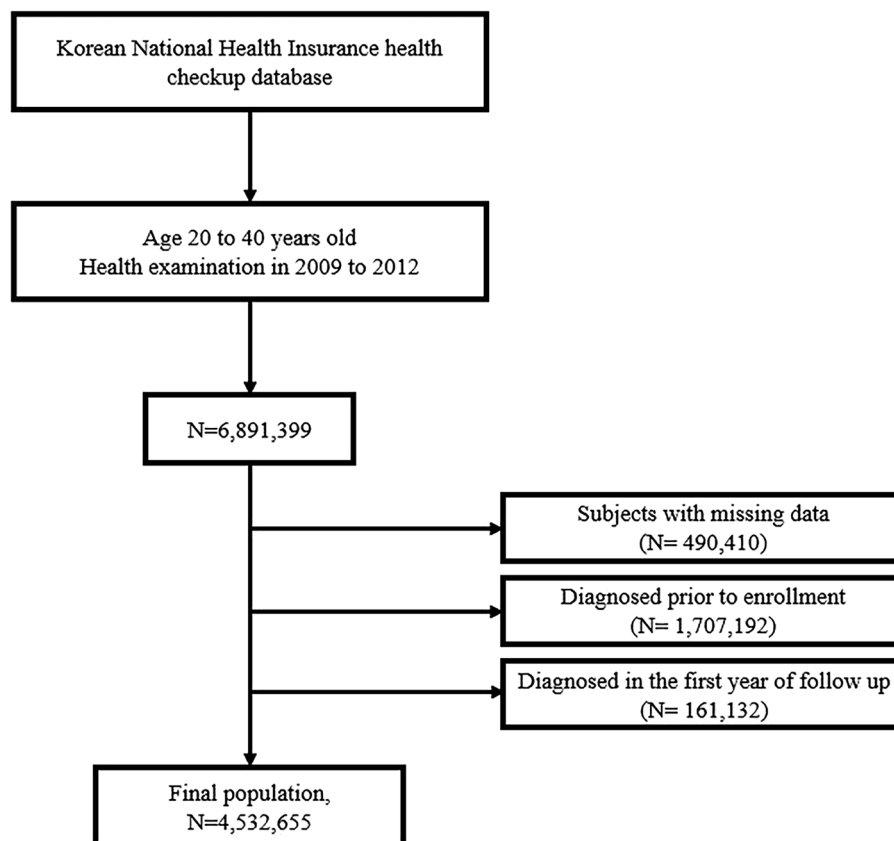 Korean National Health Insurance health
checkup database
Age 20 to 40 years old
Health examination in 2009 to 2012
N=6,891,399
Subjects with missing data
(N= 490,410)
Diagnosed prior to enrollment
(N= 1,707,192)
Diagnosed in the first year of follow up
(N= 161,132)
Final population,
N=4,532,655